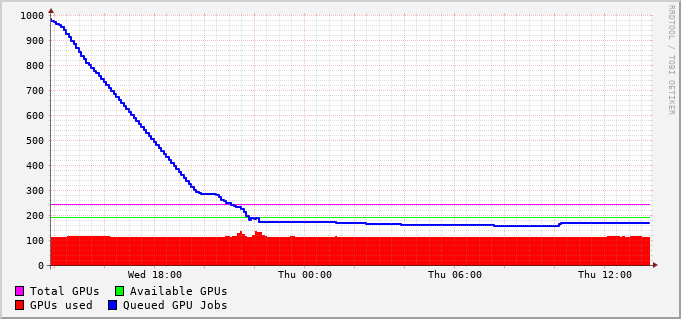 1000
900
800
700
600
500
400
300
200
100
0
Wed 18:00 Thu 00:00 Thu 06:00 Thu 12:00
Total GPUs Available GPUs
GPUs used Queued GPU Jobs
RRDTOOL / TOBI OETIKER